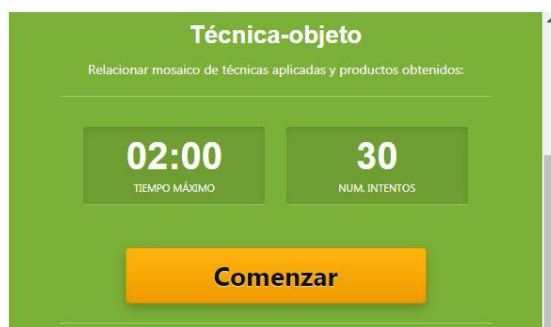 Técnica-objeto
Relacionar mosaico de técnicas aplicadas y productos obtenidos:
02:00
TIEMPO MÁXIMO
30
NUM. INTENTOS
Comenzar